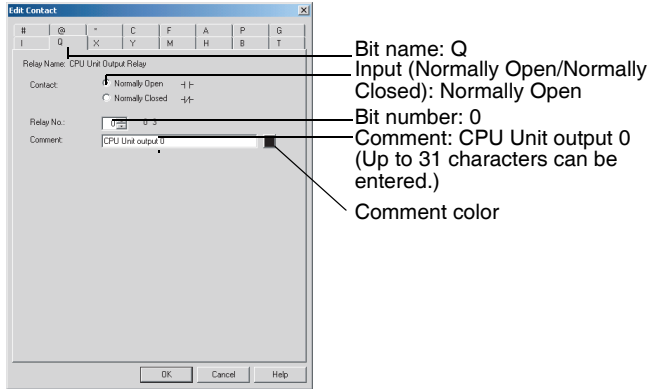 Edit Contact
# @ " C F A P G
I Q X Y M H B T
Relay Name: CPU Unit Output Relay
Contact: Normally Open
Normally Closed
Relay No.: 0 0 3
Comment: CPU Unit output 0
OK Cancel Help
Bit name: Q
Input (Normally Open/Normally
Closed): Normally Open
Bit number: 0
Comment: CPU Unit output 0
(Up to 31 characters can be
entered.)
Comment color